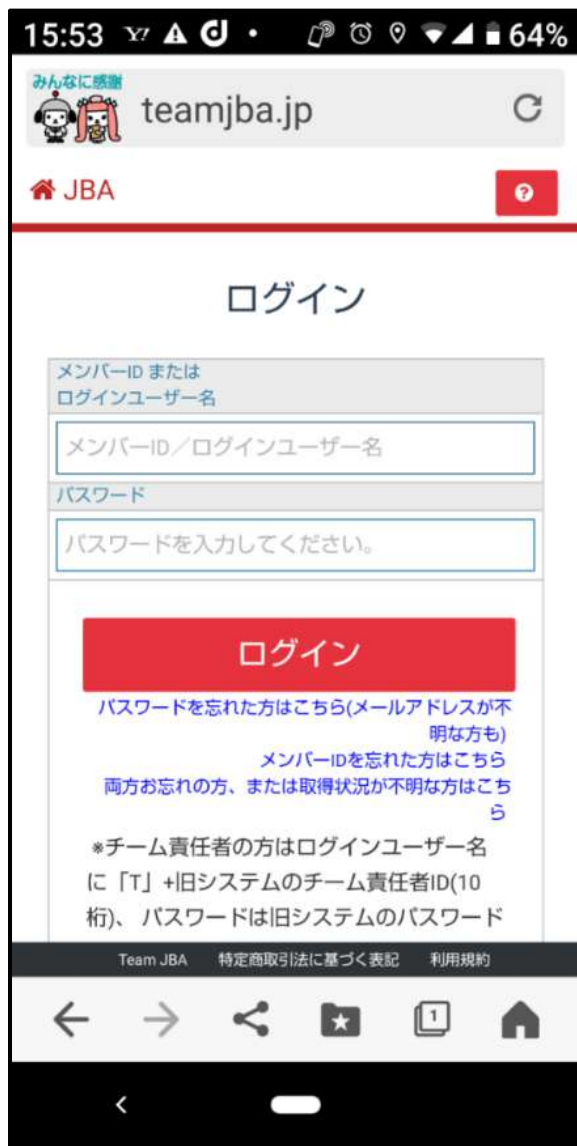 15:53
64%
みんなに感謝
teamjba.jp
JBA
ログイン
メンバーID または
ログインユーザー名
メンバーID／ログインユーザー名
パスワード
パスワードを入力してください。
ログイン
パスワードを忘れた方はこちら(メールアドレスが不
明な方も)
メンバーIDを忘れた方はこちら
両方お忘れの方、または取得状況が不明な方はこち
ら
※チーム責任者の方はログインユーザー名
に「T」+旧システムのチーム責任者ID(10
桁)、 パスワードは旧システムのパスワード
Team JBA 特定商取引法に基づく表記 利用規約
1